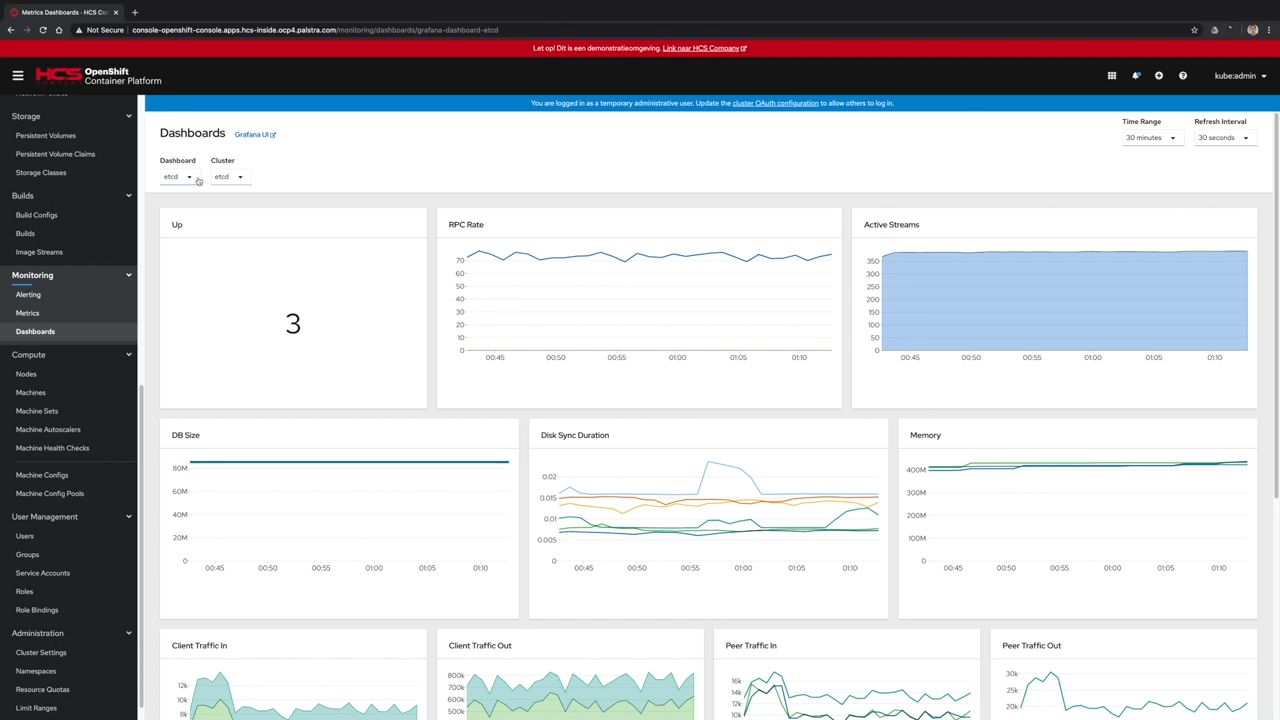 Metrics Dashboards · HCS Co
Not Secure console-openshift-console.apps.hcs-inside.ocp4.palstra.com/monitoring/dashboards/grafana-dashboard-etcd
Let op! Dit is een demonstratieomgeving. Link naar HCS Company
HCS OpenShift
Container Platform
kube:admin
You are logged in as a temporary administrative user. Update the cluster OAuth configuration to allow others to log in.
Storage
Persistent Volumes
Persistent Volume Claims
Storage Classes
Builds
Build Configs
Builds
Image Streams
Monitoring
Alerting
Metrics
Dashboards
Compute
Nodes
Machines
Machine Sets
Machine Autoscalers
Machine Health Checks
Machine Configs
Machine Config Pools
User Management
Users
Groups
Service Accounts
Roles
Role Bindings
Administration
Cluster Settings
Namespaces
Resource Quotas
Limit Ranges
Dashboards Grafana UI
Time Range Refresh Interval
30 minutes 30 seconds
Dashboard Cluster
etcd etcd
Up
3
RPC Rate
70
60
50
40
30
20
10
0
00:45 00:50 00:55 01:00 01:05 01:10
Active Streams
350
300
250
200
150
100
50
0
00:45 00:50 00:55 01:00 01:05 01:10
DB Size
80M
60M
40M
20M
0
00:45 00:50 00:55 01:00 01:05 01:10
Disk Sync Duration
0.02
0.015
0.01
0.005
0
00:45 00:50 00:55 01:00 01:05 01:10
Memory
400M
300M
200M
100M
0
00:45 00:50 00:55 01:00 01:05 01:10
Client Traffic In
12k
10k
8k
Client Traffic Out
800k
700k
600k
500k
Peer Traffic In
16k
14k
12k
10k
Peer Traffic Out
30k
25k
20k